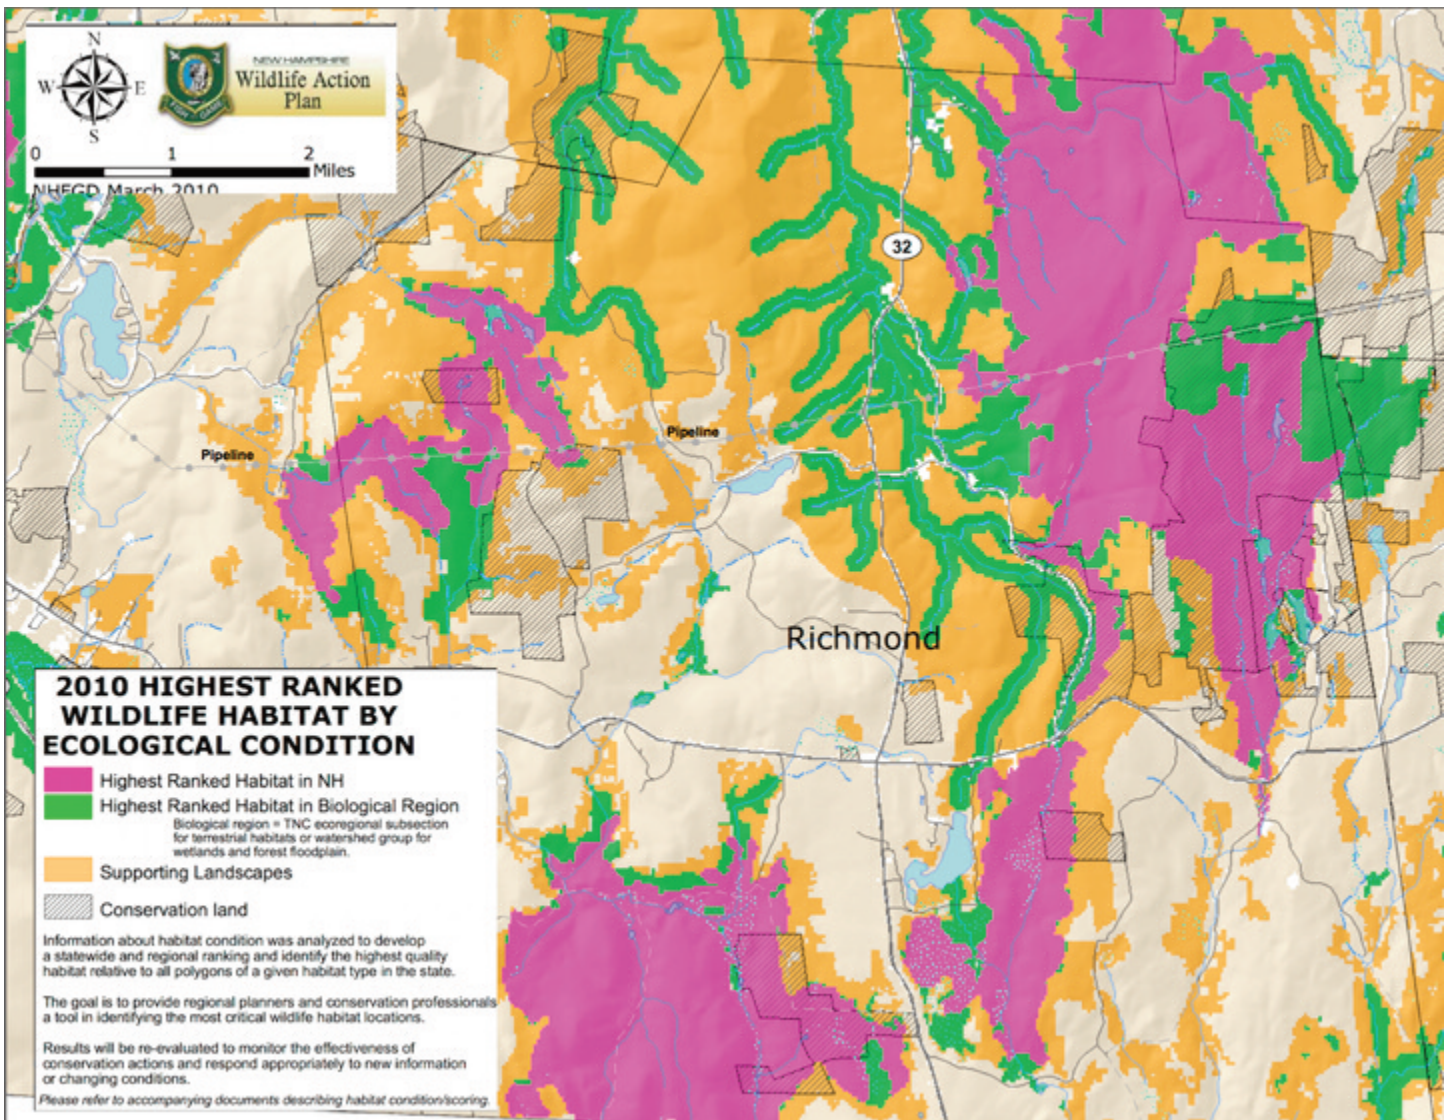 N
W E
S
NEW HAMPSHIRE
Wildlife Action
Plan
FISH GAME
0 1 2
Miles
NHFGD March 2010
32
Pipeline
Pipeline
Richmond
2010 HIGHEST RANKED
WILDLIFE HABITAT BY
ECOLOGICAL CONDITION
Highest Ranked Habitat in NH
Highest Ranked Habitat in Biological Region
Biological region = TNC ecoregional subsection
for terrestrial habitats or watershed group for
wetlands and forest floodplain.
Supporting Landscapes
Conservation land
Information about habitat condition was analyzed to develop
a statewide and regional ranking and identify the highest quality
habitat relative to all polygons of a given habitat type in the state.
The goal is to provide regional planners and conservation professionals
a tool in identifying the most critical wildlife habitat locations.
Results will be re-evaluated to monitor the effectiveness of
conservation actions and respond appropriately to new information
or changing conditions.
Please refer to accompanying documents describing habitat condition/scoring.